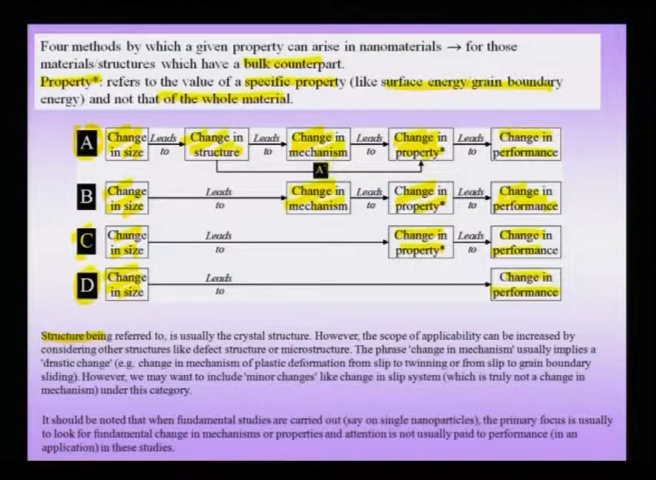 Four methods by which a given property can arise in nanomaterials → for those
materials/structures which have a bulk counterpart.
Property*: refers to the value of a specific property (like surface energy/grain boundary
energy) and not that of the whole material.
A Change in size Leads to Change in structure Leads to Change in mechanism Leads to Change in property* Leads to Change in performance
A'
B Change in size Leads to Change in mechanism Leads to Change in property* Leads to Change in performance
C Change in size Leads to Change in property* Leads to Change in performance
D Change in size Leads to Change in performance
Structure being referred to, is usually the crystal structure. However, the scope of applicability can be increased by
considering other structures like defect structure or microstructure. The phrase 'change in mechanism' usually implies a
'drastic change' (e.g. change in mechanism of plastic deformation from slip to twinning or from slip to grain boundary
sliding). However, we may want to include 'minor changes' like change in slip system (which is truly not a change in
mechanism) under this category.
It should be noted that when fundamental studies are carried out (say on single nanoparticles), the primary focus is usually
to look for fundamental change in mechanisms or properties and attention is not usually paid to performance (in an
application) in these studies.